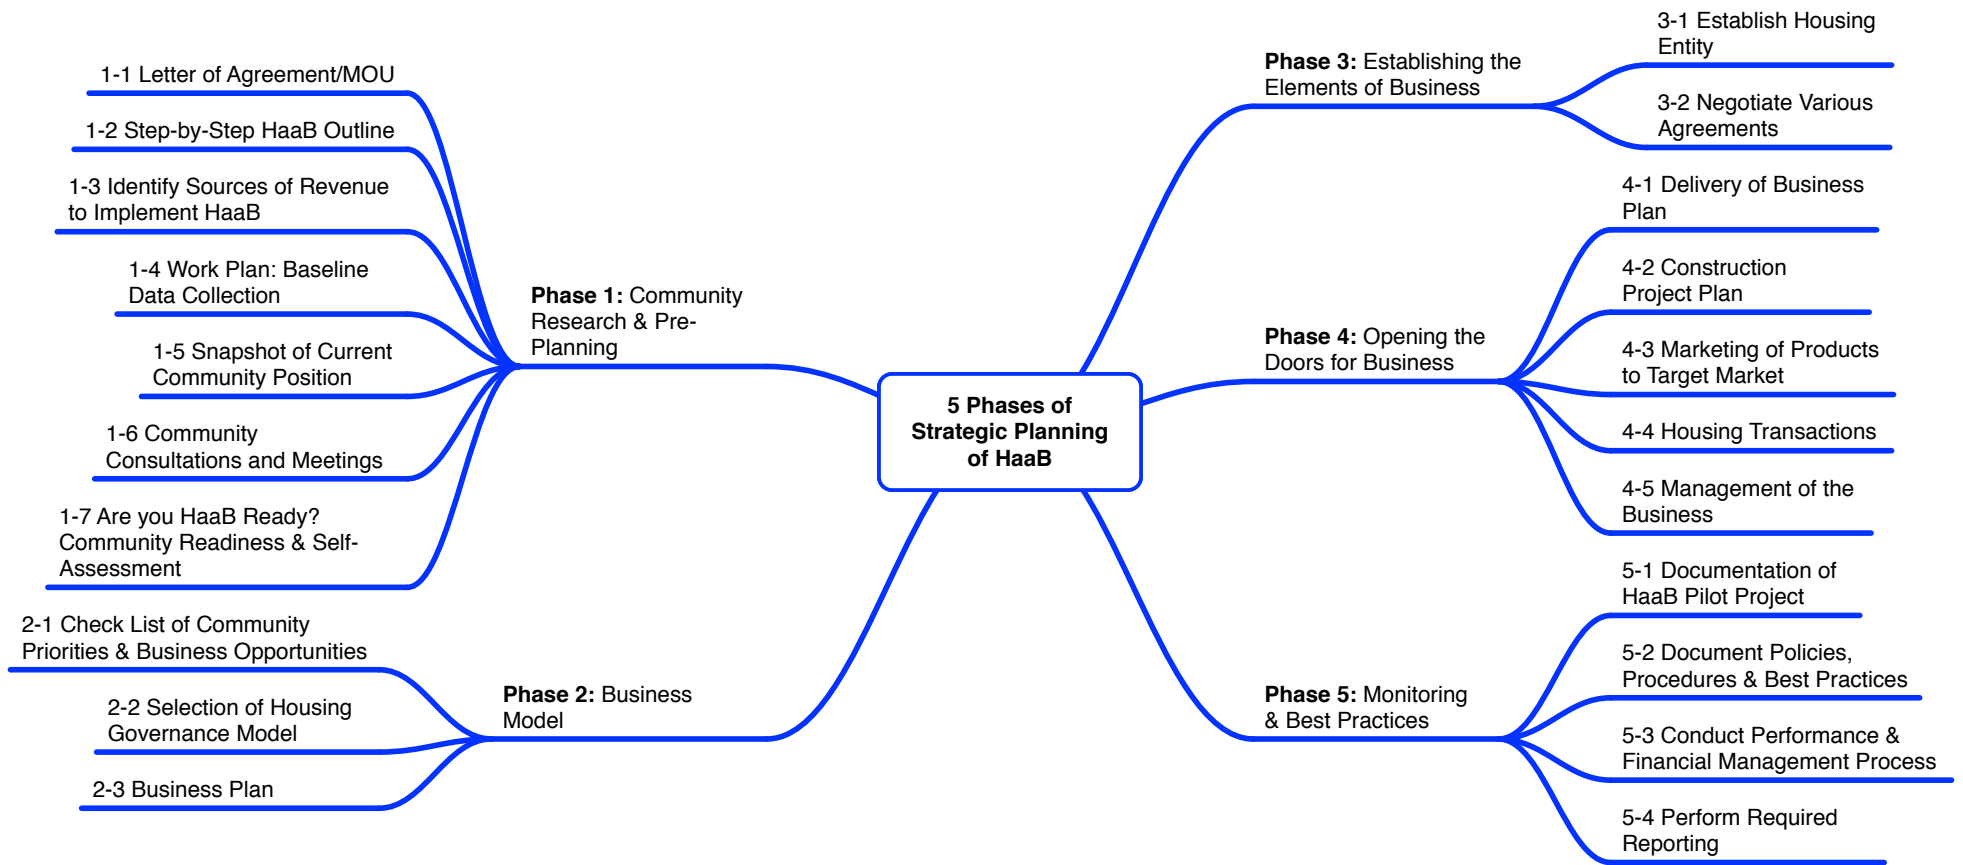 5 Phases of
Strategic Planning
of HaaB
Phase 1: Community
Research & Pre-
Planning
1-1 Letter of Agreement/MOU
1-2 Step-by-Step HaaB Outline
1-3 Identify Sources of Revenue
to Implement HaaB
1-4 Work Plan: Baseline
Data Collection
1-5 Snapshot of Current
Community Position
1-6 Community
Consultations and Meetings
1-7 Are you HaaB Ready?
Community Readiness & Self-
Assessment
Phase 2: Business
Model
2-1 Check List of Community
Priorities & Business Opportunities
2-2 Selection of Housing
Governance Model
2-3 Business Plan
Phase 3: Establishing the
Elements of Business
3-1 Establish Housing
Entity
3-2 Negotiate Various
Agreements
Phase 4: Opening the
Doors for Business
4-1 Delivery of Business
Plan
4-2 Construction
Project Plan
4-3 Marketing of Products
to Target Market
4-4 Housing Transactions
4-5 Management of the
Business
Phase 5: Monitoring
& Best Practices
5-1 Documentation of
HaaB Pilot Project
5-2 Document Policies,
Procedures & Best Practices
5-3 Conduct Performance &
Financial Management Process
5-4 Perform Required
Reporting